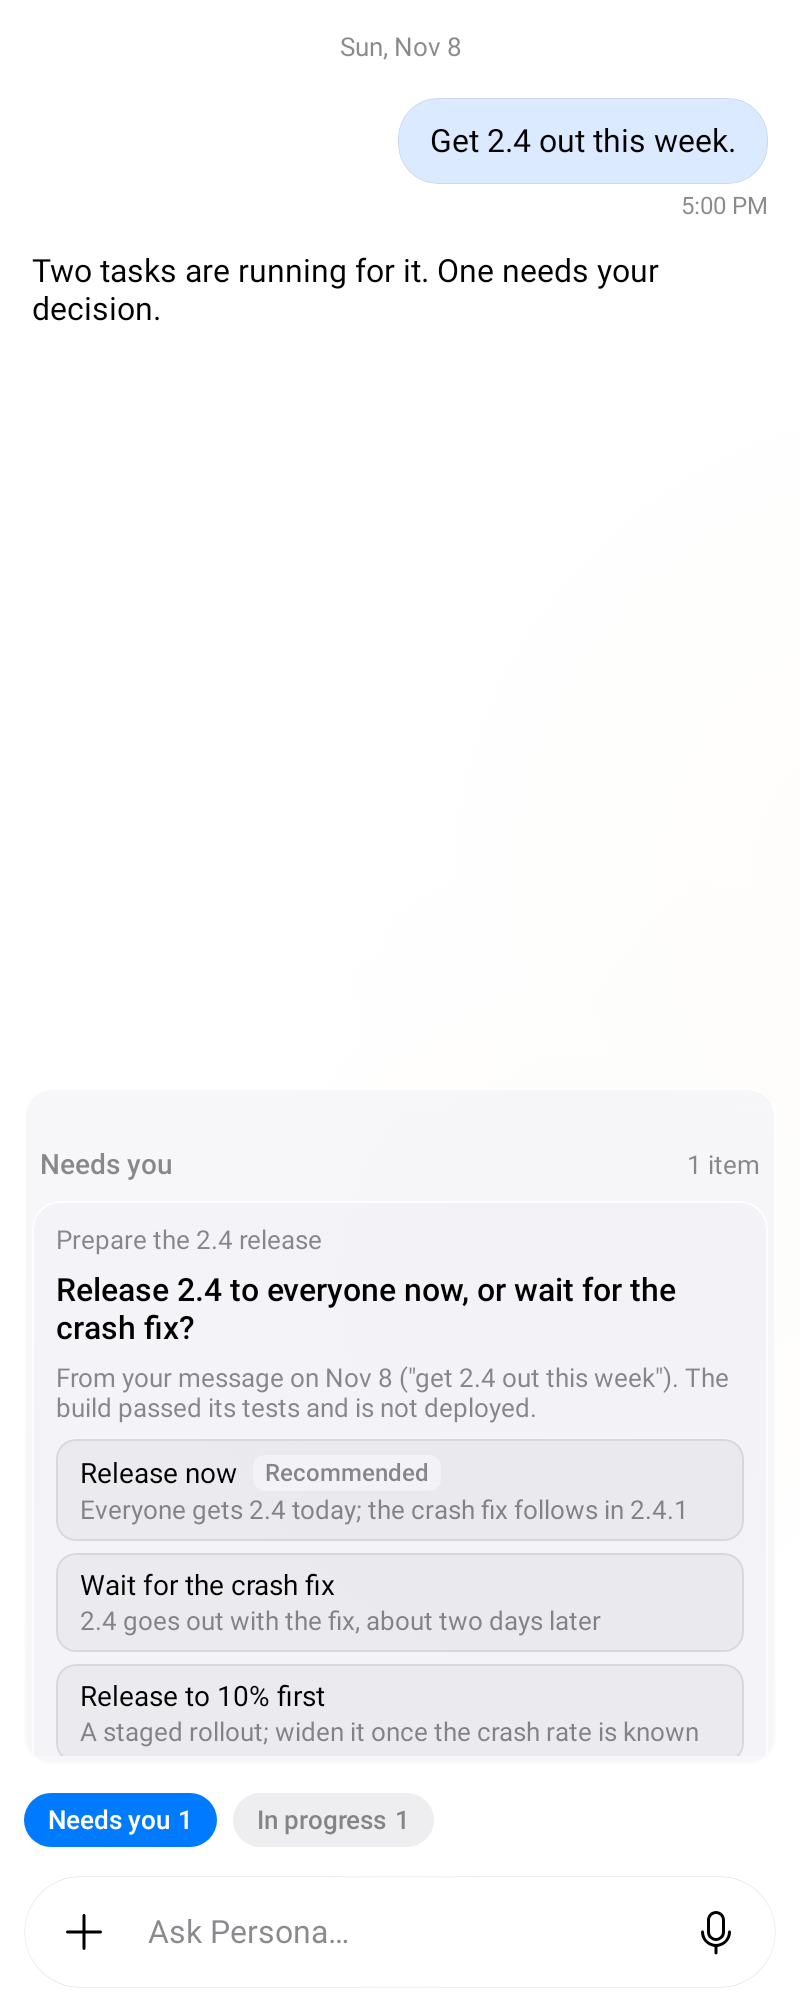 Sun, Nov 8
Get 2.4 out this week.
5:00 PM
Two tasks are running for it. One needs your
decision.
Needs you
1 item
Prepare the 2.4 release
Release 2.4 to everyone now, or wait for the
crash fix?
From your message on Nov 8 ("get 2.4 out this week"). The
build passed its tests and is not deployed.
Release now Recommended
Everyone gets 2.4 today; the crash fix follows in 2.4.1
Wait for the crash fix
2.4 goes out with the fix, about two days later
Release to 10% first
A staged rollout; widen it once the crash rate is known
Needs you 1
In progress 1
Ask Persona...